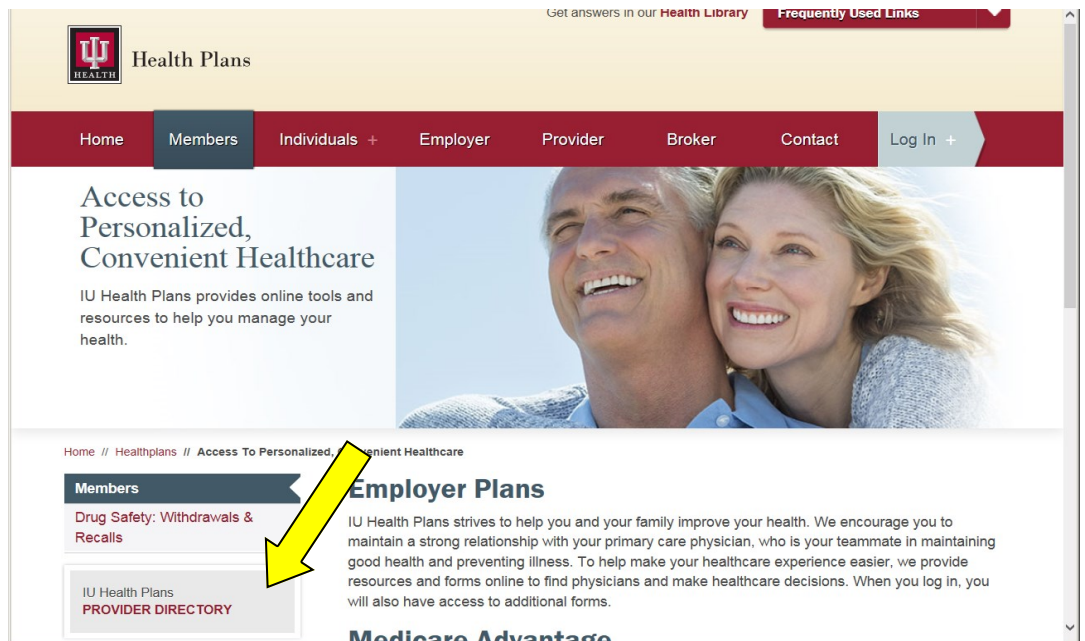 Get answers in our Health Library
Frequently Used Links
HEALTH
Health Plans
Home Members Individuals + Employer Provider Broker Contact Log In +
Access to
Personalized,
Convenient Healthcare
IU Health Plans provides online tools and
resources to help you manage your
health.
Home // Healthplans // Access To Personalized, Convenient Healthcare
Members
Drug Safety: Withdrawals &
Recalls
IU Health Plans
PROVIDER DIRECTORY
Employer Plans
IU Health Plans strives to help you and your family improve your health. We encourage you to
maintain a strong relationship with your primary care physician, who is your teammate in maintaining
good health and preventing illness. To help make your healthcare experience easier, we provide
resources and forms online to find physicians and make healthcare decisions. When you log in, you
will also have access to additional forms.
Medicare Advantage